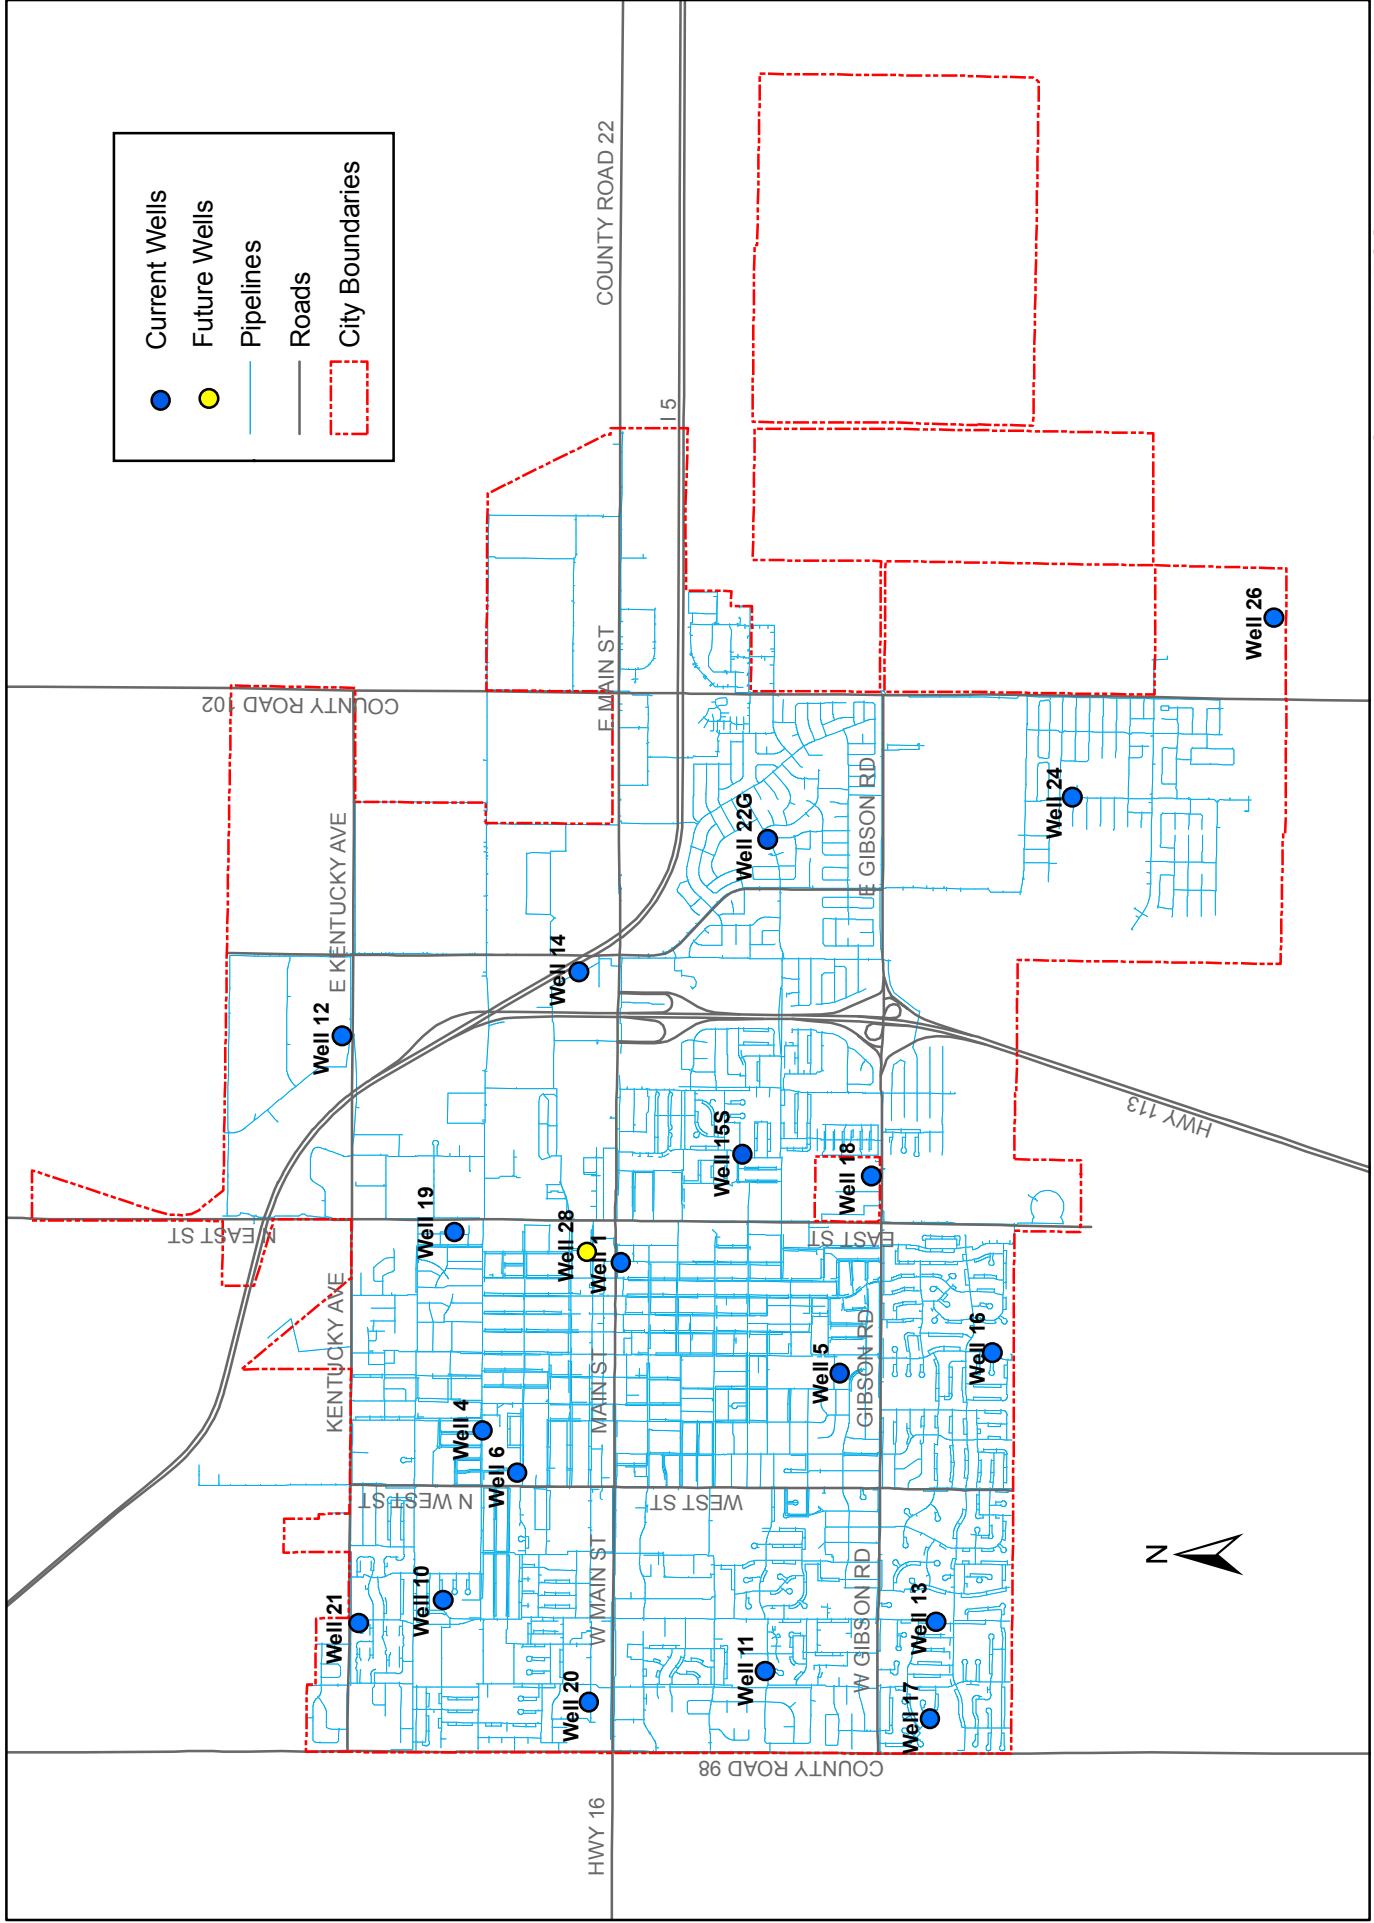 Current Wells
Future Wells
Pipelines
Roads
City Boundaries
COUNTY ROAD 22
I 5
E MAIN ST
COUNTY ROAD 102
E KENTUCKY AVE
Well 12
Well 14
Well 22G
E GIBSON RD
Well 24
Well 26
HWY 113
N EAST ST
Well 19
Well 28
Well 1
Well 15S
Well 18
EAST ST
KENTUCKY AVE
MAIN ST
Well 5
GIBSON RD
Well 16
Well 4
Well 6
N WEST ST
WEST ST
Well 21
Well 10
W MAIN ST
Well 20
Well 11
W GIBSON RD
Well 13
Well 17
COUNTY ROAD 98
HWY 16
N